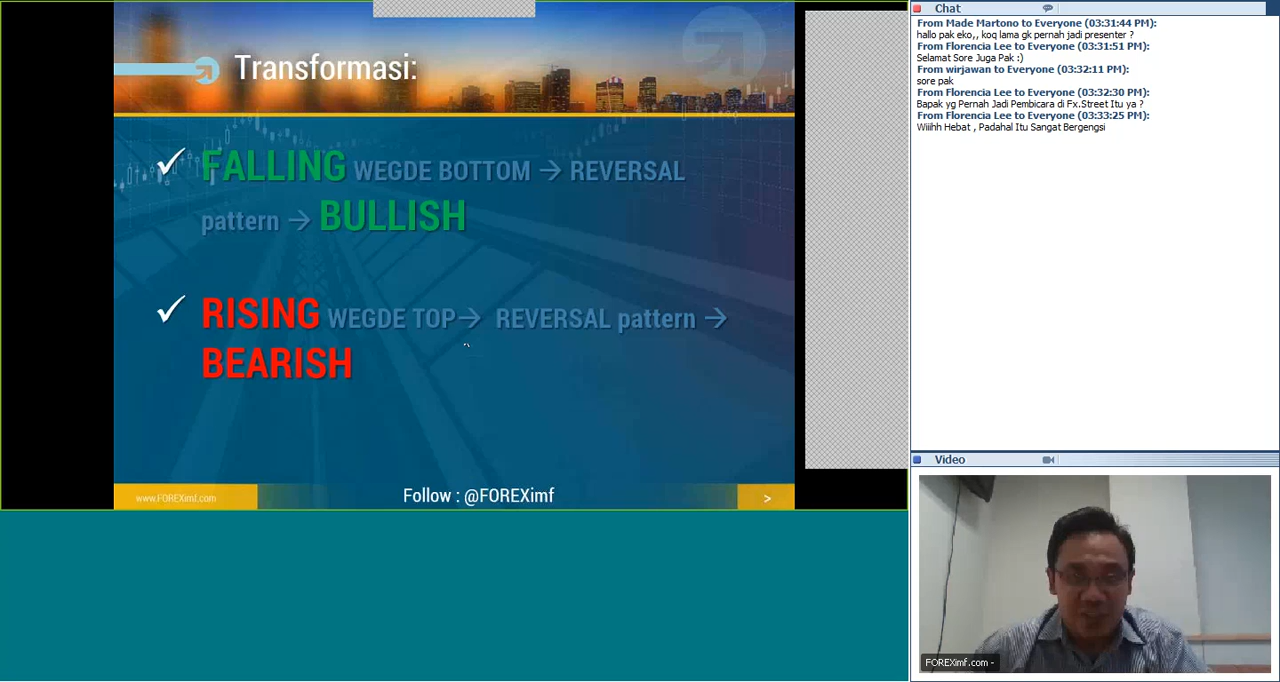 Transformasi:
✓ FALLING WEGDE BOTTOM → REVERSAL
pattern → BULLISH
✓ RISING WEGDE TOP→ REVERSAL pattern →
BEARISH
www.FOREXimf.com
Follow : @FOREXimf
>
Chat
From Made Martono to Everyone (03:31:44 PM):
hallo pak eko,, koq lama gk pernah jadi presenter ?
From Florencia Lee to Everyone (03:31:51 PM):
Selamat Sore Juga Pak :)
From wirjawan to Everyone (03:32:11 PM):
sore pak
From Florencia Lee to Everyone (03:32:30 PM):
Bapak yg Pernah Jadi Pembicara di Fx.Street Itu ya ?
From Florencia Lee to Everyone (03:33:25 PM):
Wiiihh Hebat , Padahal Itu Sangat Bergengsi
Video
FOREXimf.com -